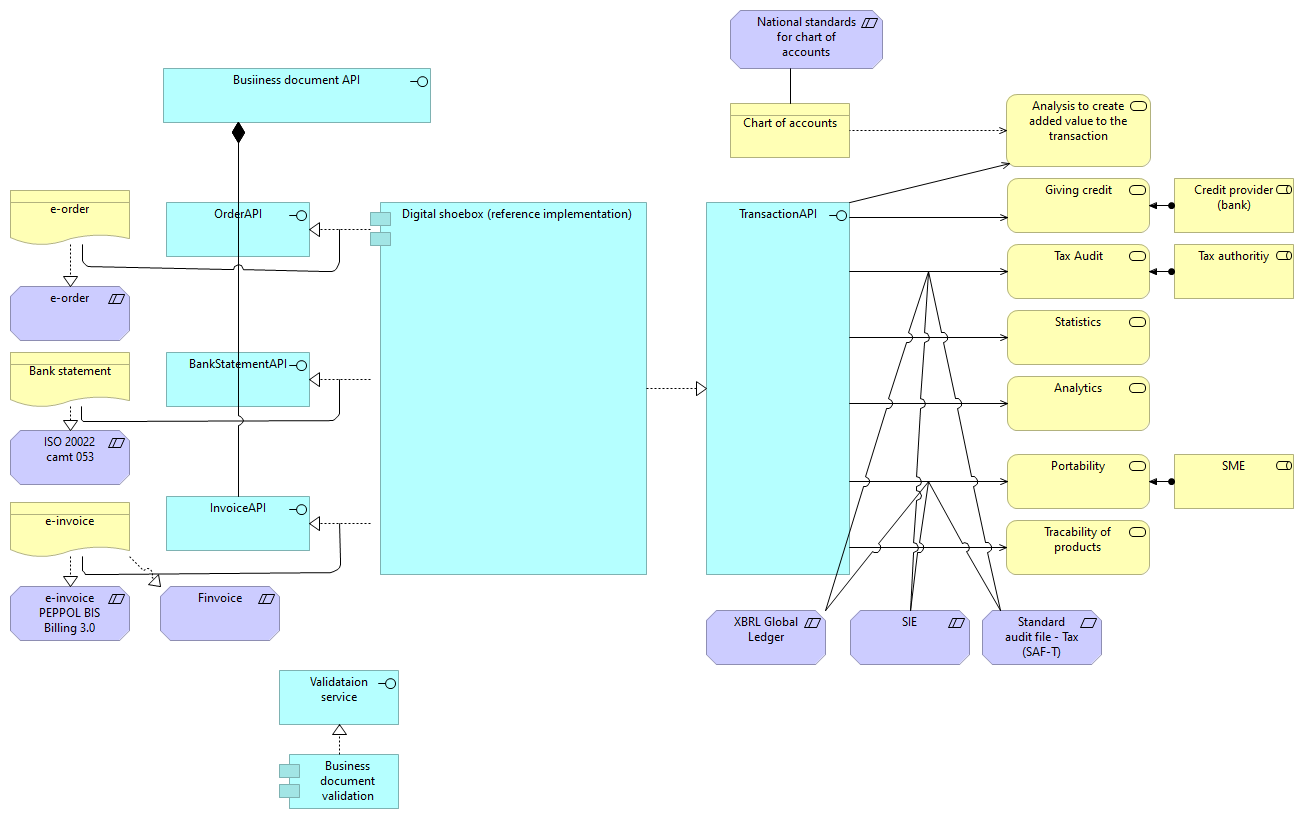 National standards
for chart of
accounts
Busiiness document API
Chart of accounts
Analysis to create
added value to the
transaction
e-order
OrderAPI
Digital shoebox (reference implementation)
TransactionAPI
Giving credit
Credit provider
(bank)
Tax Audit
Tax authoritiy
e-order
Statistics
Bank statement
BankStatementAPI
Analytics
ISO 20022
camt 053
Portability
SME
e-invoice
InvoiceAPI
Tracability of
products
e-invoice
PEPPOL BIS
Billing 3.0
Finvoice
XBRL Global
Ledger
SIE
Standard
audit file - Tax
(SAF-T)
Validataion
service
Business
document
validation